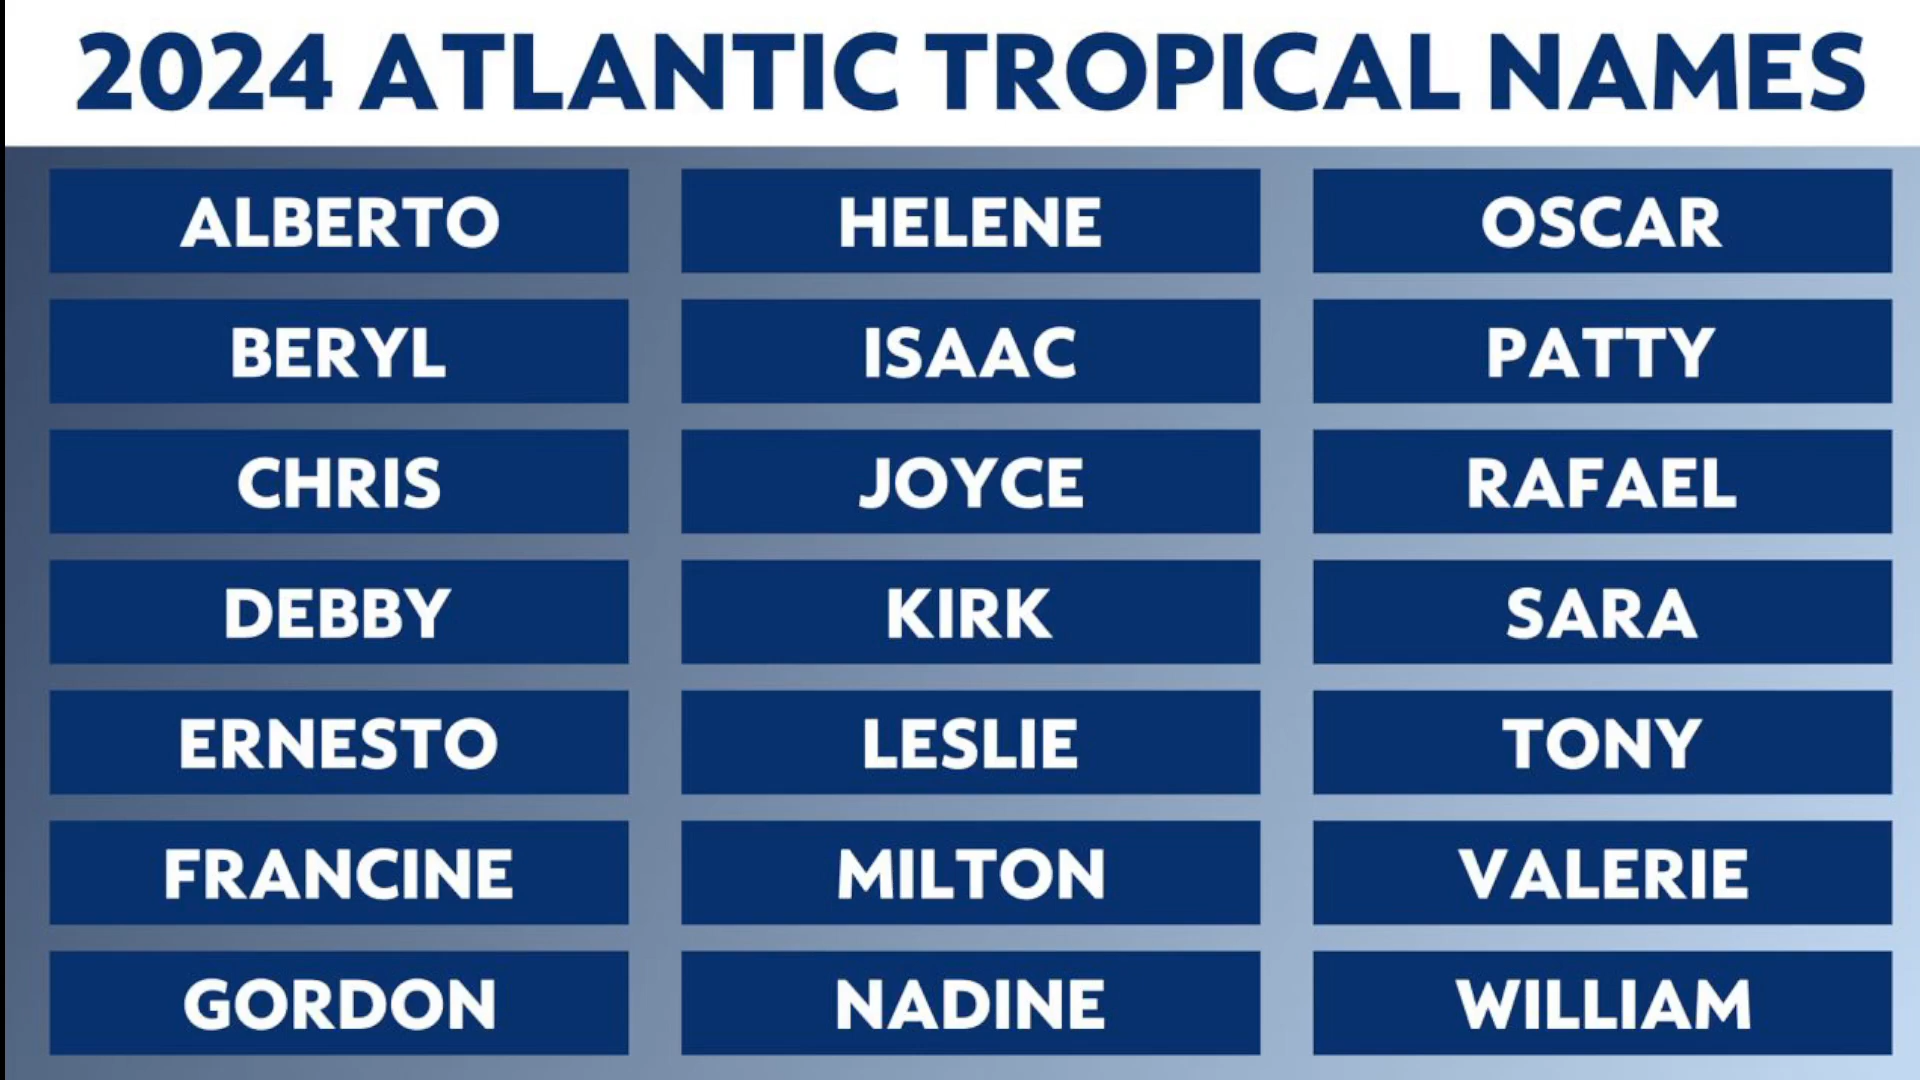 2024 ATLANTIC TROPICAL NAMES
ALBERTO
BERYL
CHRIS
DEBBY
ERNESTO
FRANCINE
GORDON
HELENE
ISAAC
JOYCE
KIRK
LESLIE
MILTON
NADINE
OSCAR
PATTY
RAFAEL
SARA
TONY
VALERIE
WILLIAM